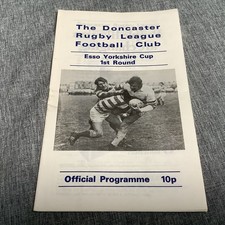 The Doncaster
Rugby League
Football Club
Esso Yorkshire Cup
1st Round
Official Programme 10p